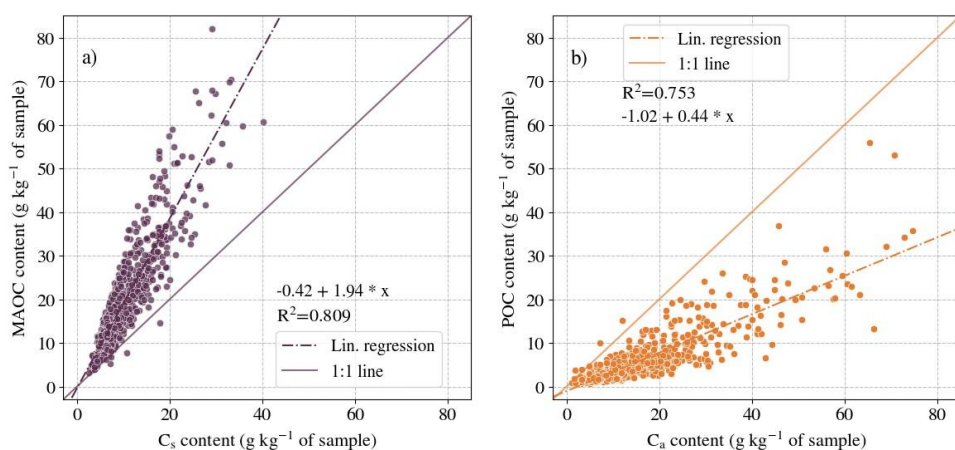 a)
MAOC content (g kg⁻¹ of sample)
80
70
60
50
40
30
20
10
0
-0.42 + 1.94 * x
R²=0.809
Lin. regression
1:1 line
0 20 40 60 80
Cₛ content (g kg⁻¹ of sample)
b)
Lin. regression
1:1 line
R²=0.753
-1.02 + 0.44 * x
POC content (g kg⁻¹ of sample)
80
70
60
50
40
30
20
10
0
0 20 40 60 80
Cₐ content (g kg⁻¹ of sample)